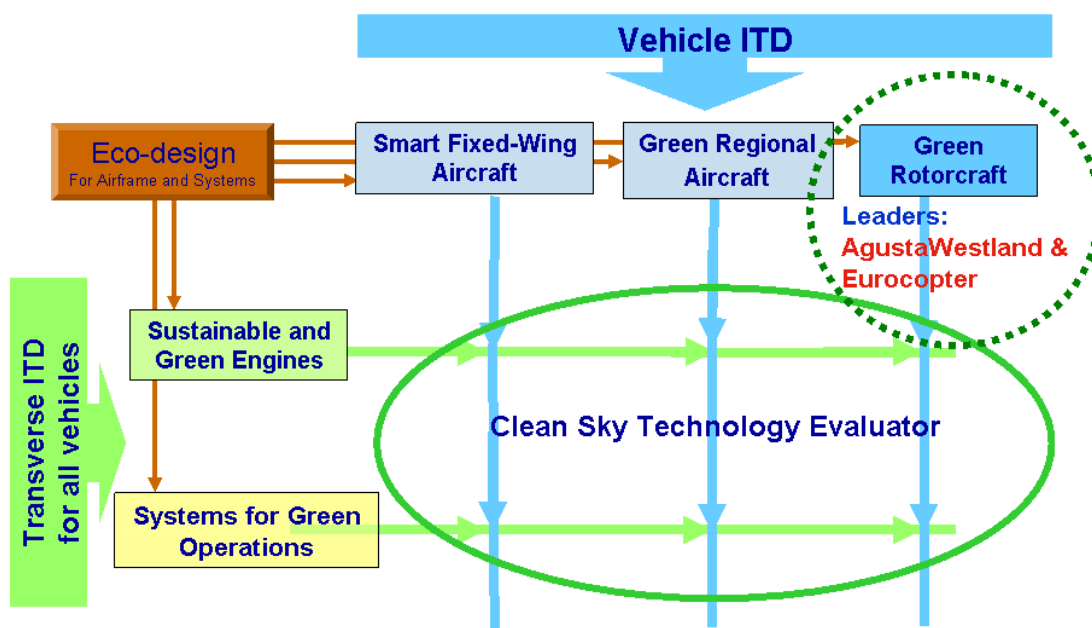 Vehicle ITD
Eco-design
For Airframe and Systems
Smart Fixed-Wing
Aircraft
Green Regional
Aircraft
Green
Rotorcraft
Leaders:
AgustaWestland &
Eurocopter
Transverse ITD
for all vehicles
Sustainable and
Green Engines
Clean Sky Technology Evaluator
Systems for Green
Operations